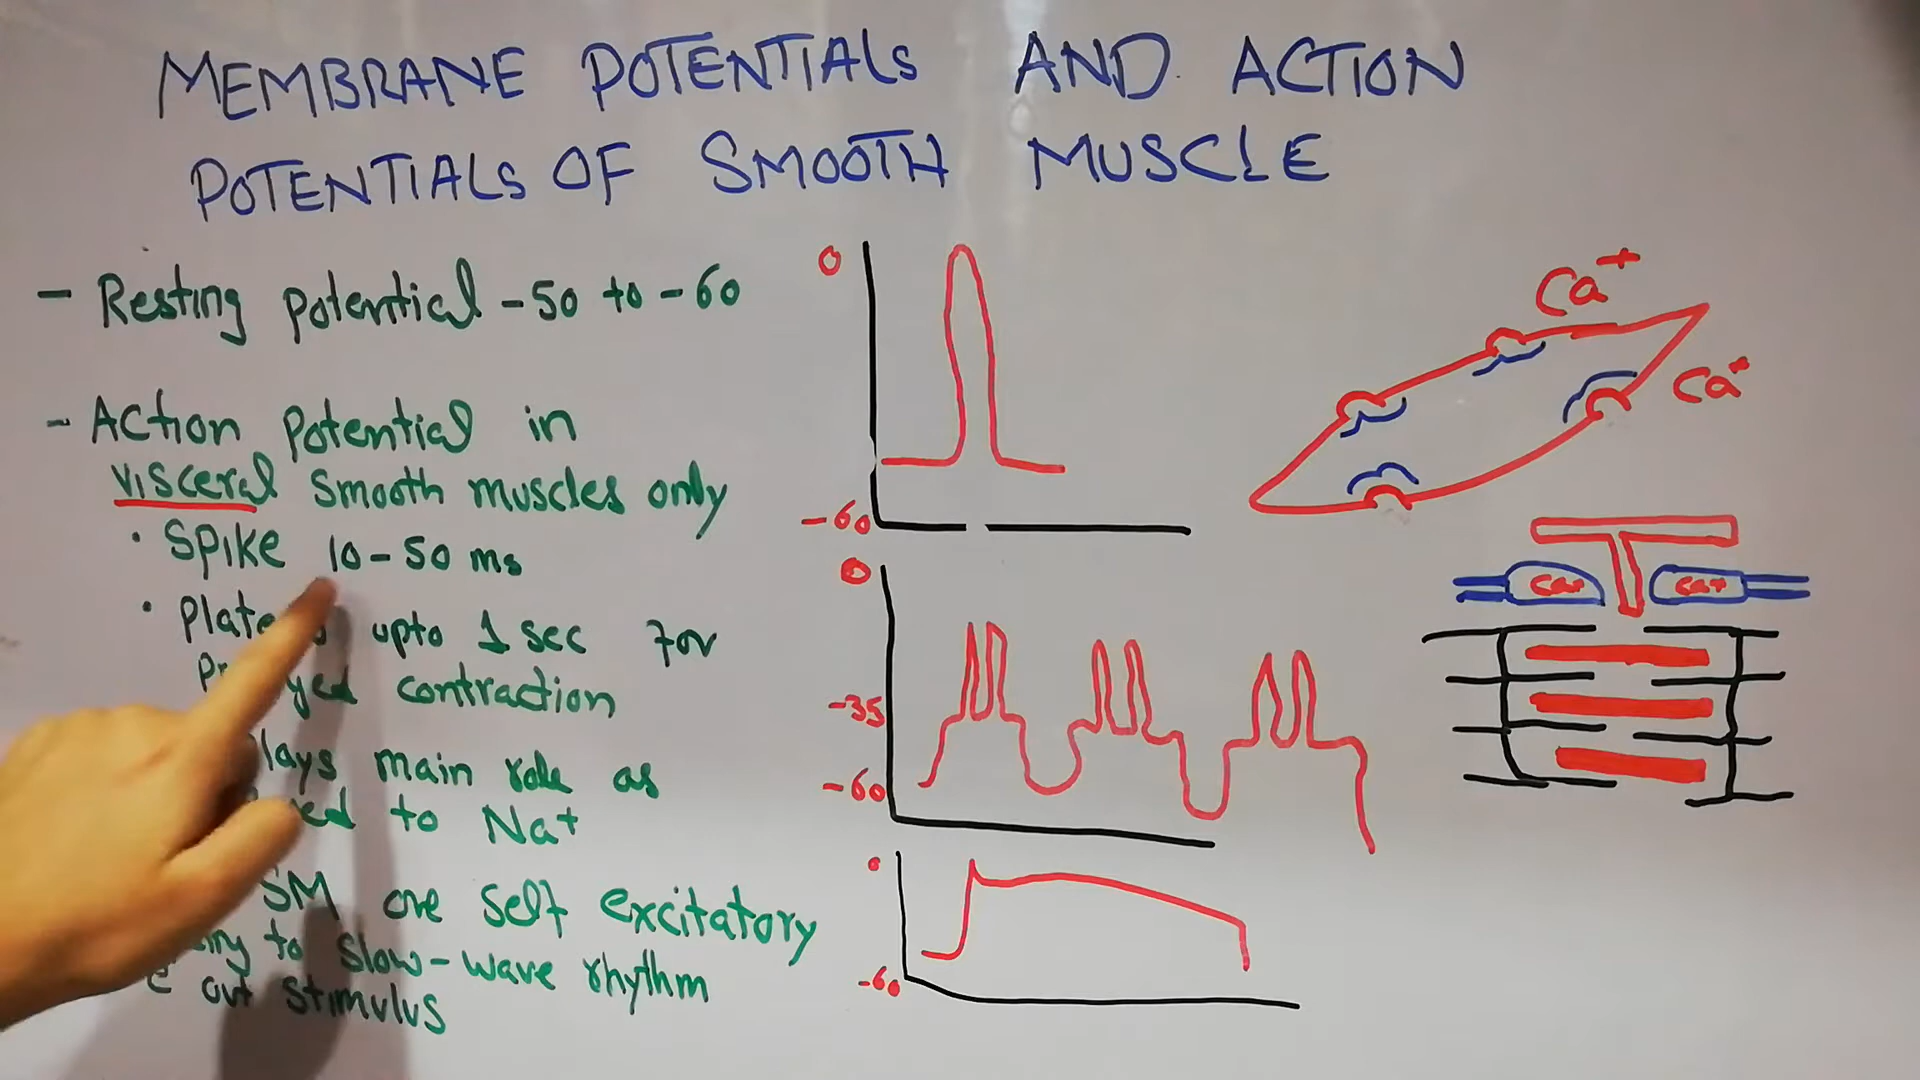 MEMBRANE POTENTIALS AND ACTION
POTENTIALS OF SMOOTH MUSCLE
- Resting potential -50 to -60
- Action potential in
visceral smooth muscles only
• Spike 10-50 ms
• upto 1 sec for
contraction
main role as
to Na+
SM are self excitatory
to slow-wave rhythm
out stimulus
0
-60
0
-35
-60
0
-60
Ca+
Ca+
Ca+ Ca+